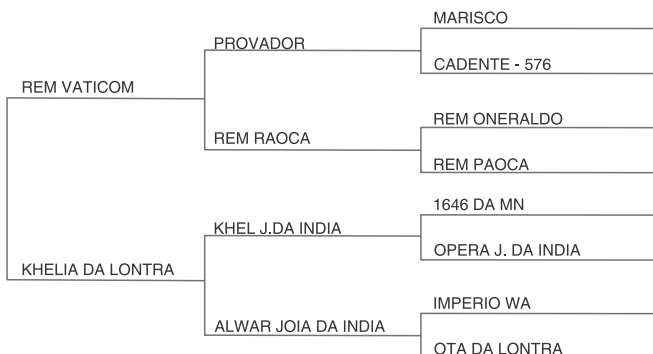 MARISCO
PROVADOR
CADENTE - 576
REM VATICOM
REM ONERALDO
REM RAOCA
REM PAOCA
1646 DA MN
KHEL J.DA INDIA
OPERA J. DA INDIA
KHELIA DA LONTRA
IMPERIO WA
ALWAR JOIA DA INDIA
OTA DA LONTRA